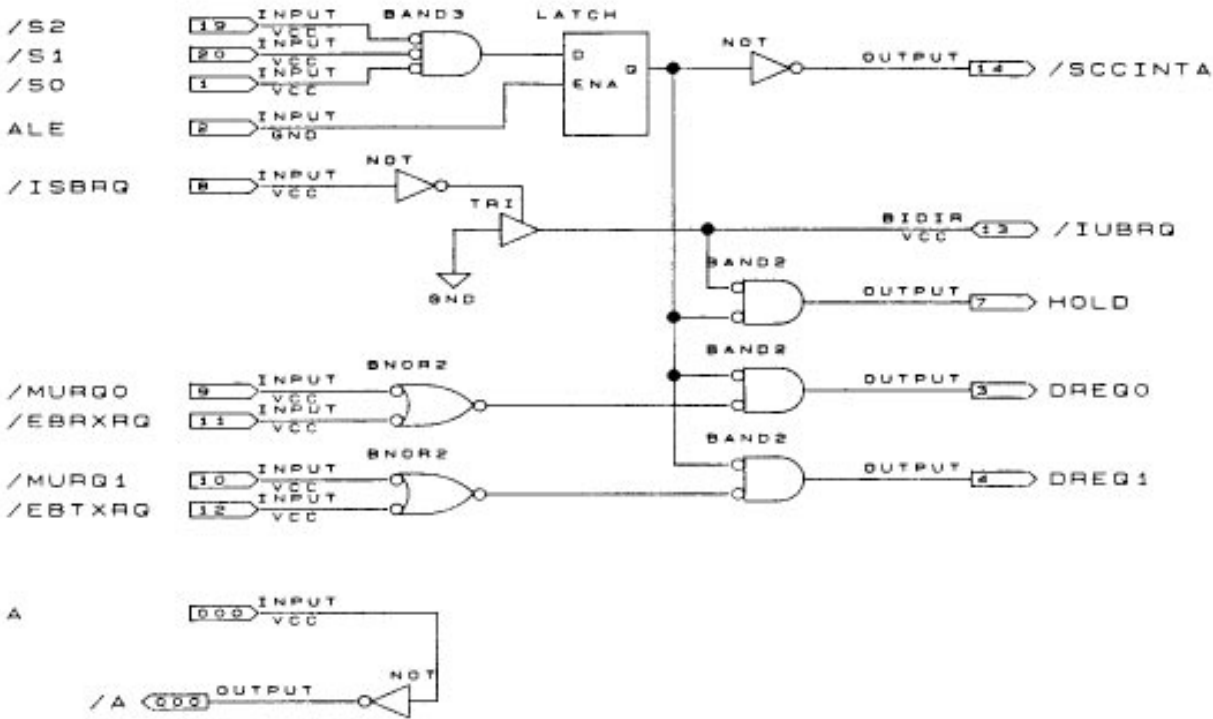 /S2 19 INPUT VCC BAND3 LATCH
/S1 20 INPUT VCC D Q NOT OUTPUT 14 /SCCINTA
/S0 1 INPUT VCC ENA
ALE 2 INPUT GND
/ISBRQ 8 INPUT VCC NOT
TRI BIDIR VCC 13 /IUBRQ
GND BAND2 OUTPUT 7 HOLD
/MURQ0 9 INPUT VCC BNOR2 BAND2 OUTPUT 3 DREQ0
/EBRXRQ 11 INPUT VCC
/MURQ1 10 INPUT VCC BNOR2 BAND2 OUTPUT 4 DREQ1
/EBTXRQ 12 INPUT VCC
A 000 INPUT VCC
/A 000 OUTPUT NOT